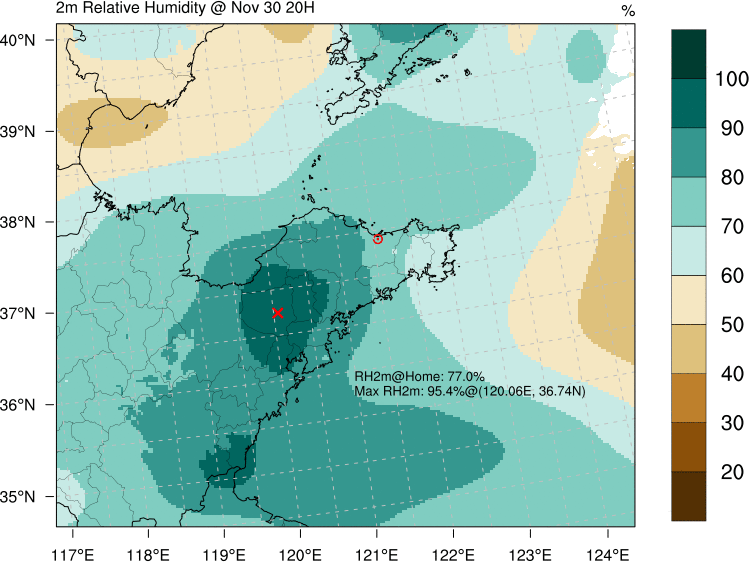 2m Relative Humidity @ Nov 30 20H
%
40°N
39°N
38°N
37°N
36°N
35°N
117°E 118°E 119°E 120°E 121°E 122°E 123°E 124°E
RH2m@Home: 77.0%
Max RH2m: 95.4%@(120.06E, 36.74N)
100
90
80
70
60
50
40
30
20